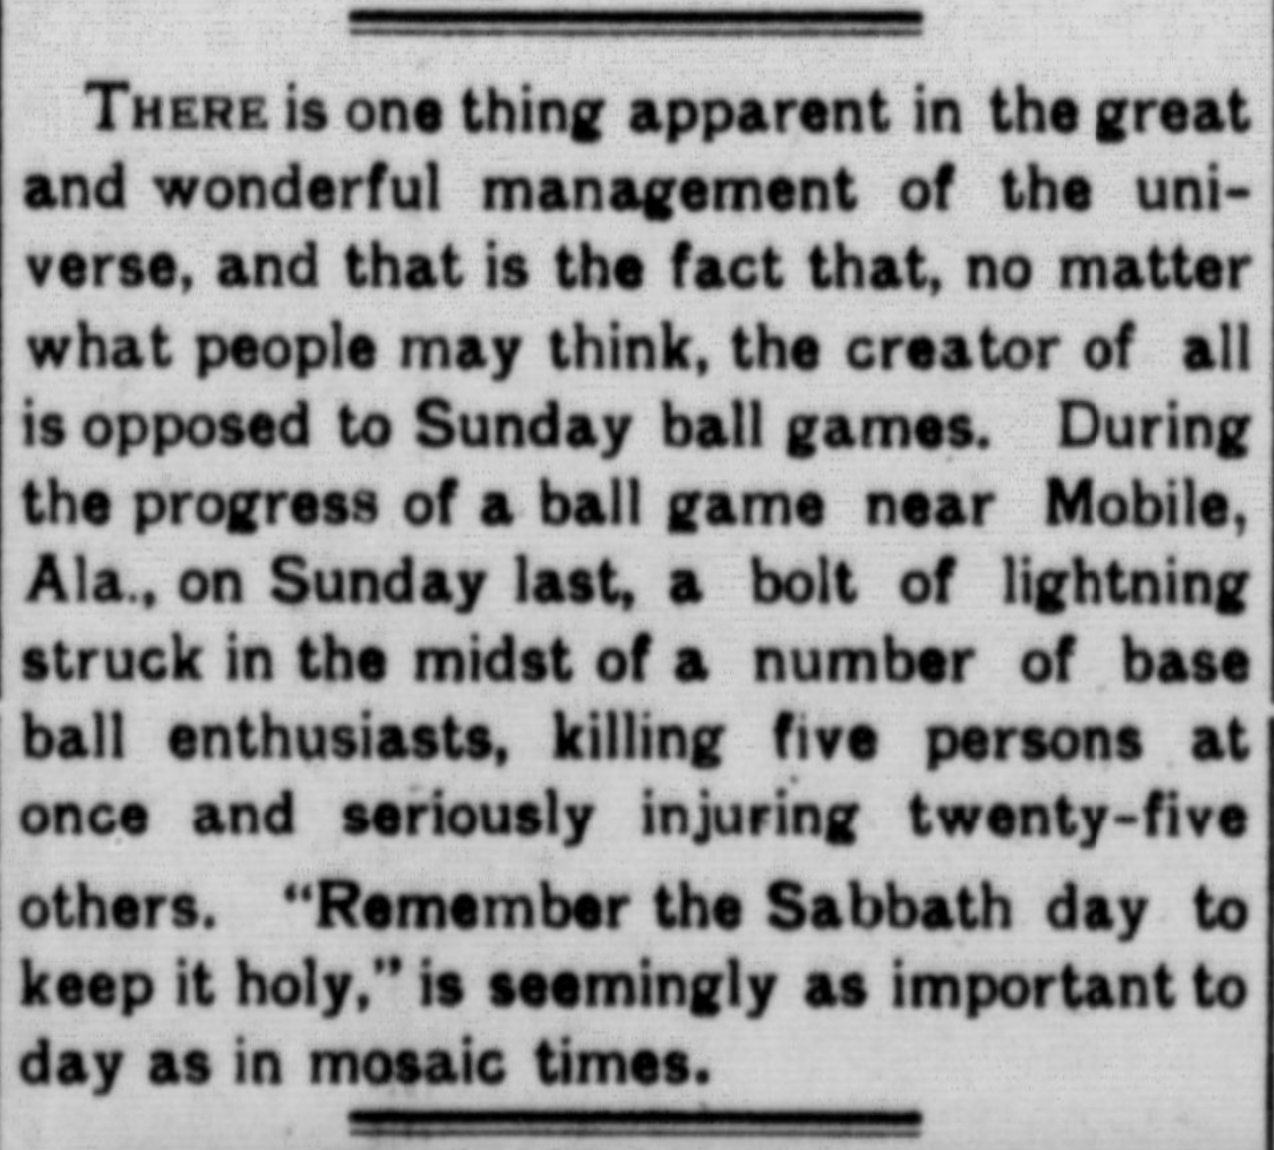 THERE is one thing apparent in the great
and wonderful management of the uni-
verse, and that is the fact that, no matter
what people may think, the creator of all
is opposed to Sunday ball games. During
the progress of a ball game near Mobile,
Ala., on Sunday last, a bolt of lightning
struck in the midst of a number of base
ball enthusiasts, killing five persons at
once and seriously injuring twenty-five
others. “Remember the Sabbath day to
keep it holy,” is seemingly as important to
day as in mosaic times.